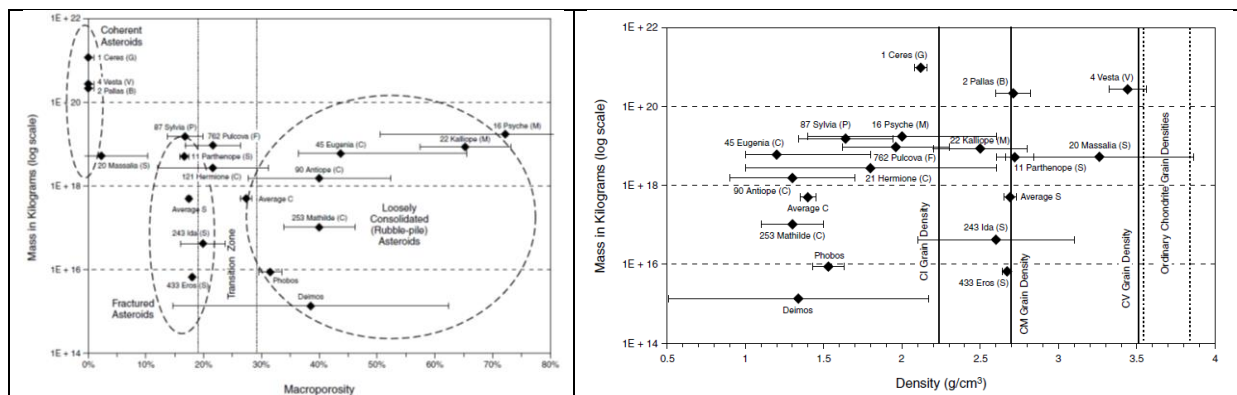 1E + 22
Coherent
Asteroids
1 Ceres (G)
4 Vesta (V)
2 Pallas (B)
1E + 20
87 Sylvia (P)
762 Pulcova (F)
16 Psyche (M)
45 Eugenia (C)
22 Kalliope (M)
11 Parthenope (S)
20 Massalia (S)
121 Hermione (C)
90 Antiope (C)
1E + 18
Average S
Average C
Loosely
Consolidated
(Rubble-pile)
Asteroids
253 Mathilde (C)
243 Ida (S)
Transition Zone
1E + 16
433 Eros (S)
Phobos
Fractured
Asteroids
Deimos
1E + 14
0%
10%
20%
30%
40%
50%
60%
70%
80%
Macroporosity
Mass in Kilograms (log scale)
1E + 22
1 Ceres (G)
2 Pallas (B)
4 Vesta (V)
1E + 20
87 Sylvia (P)
16 Psyche (M)
45 Eugenia (C)
22 Kalliope (M)
20 Massalia (S)
762 Pulcova (F)
11 Parthenope (S)
21 Hermione (C)
1E + 18
90 Antiope (C)
Average C
Average S
253 Mathilde (C)
243 Ida (S)
1E + 16
Phobos
433 Eros (S)
Deimos
CI Grain Density
CM Grain Density
CV Grain Density
Ordinary Chondrite Grain Densities
1E + 14
0.5
1
1.5
2
2.5
3
3.5
4
Density (g/cm³)
Mass in Kilograms (log scale)